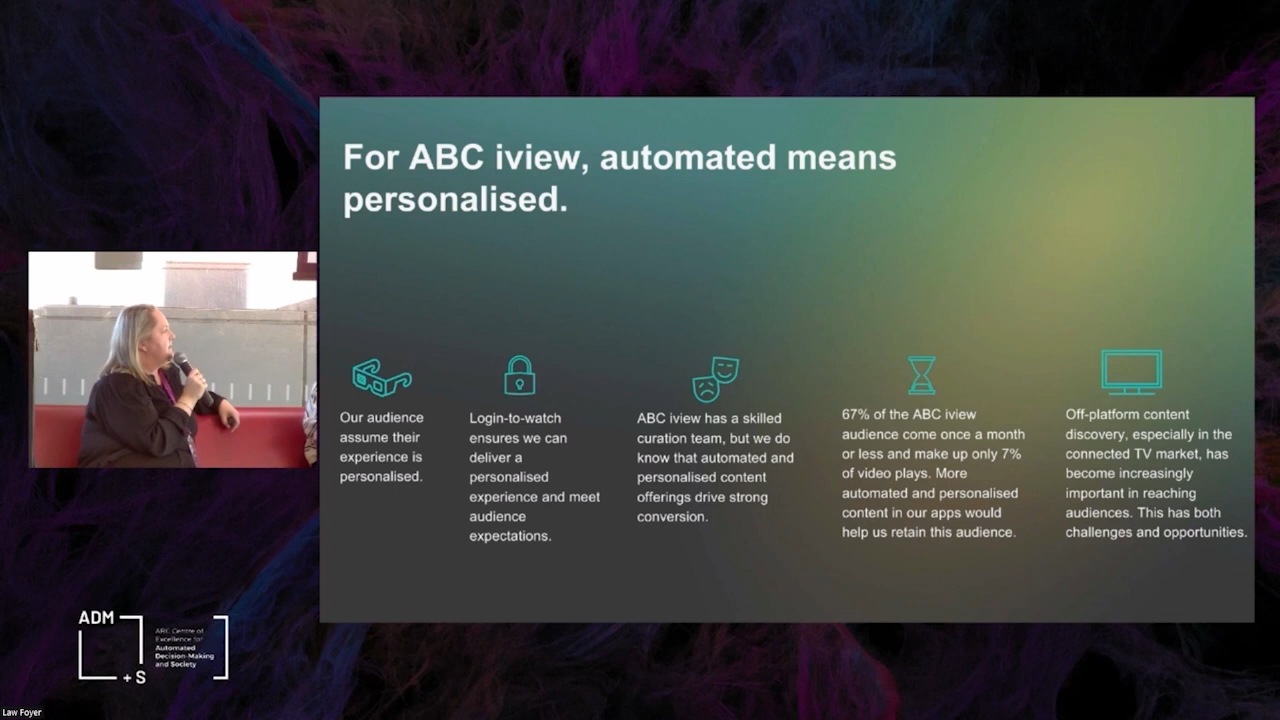 For ABC iview, automated means
personalised.
Our audience
assume their
experience is
personalised.
Login-to-watch
ensures we can
deliver a
personalised
experience and meet
audience
expectations.
ABC iview has a skilled
curation team, but we do
know that automated and
personalised content
offerings drive strong
conversion.
67% of the ABC iview
audience come once a month
or less and make up only 7%
of video plays. More
automated and personalised
content in our apps would
help us retain this audience.
Off-platform content
discovery, especially in the
connected TV market, has
become increasingly
important in reaching
audiences. This has both
challenges and opportunities.
ADM
+ S
ARC Centre of
Excellence for
Automated
Decision-Making
and Society
Law Foyer